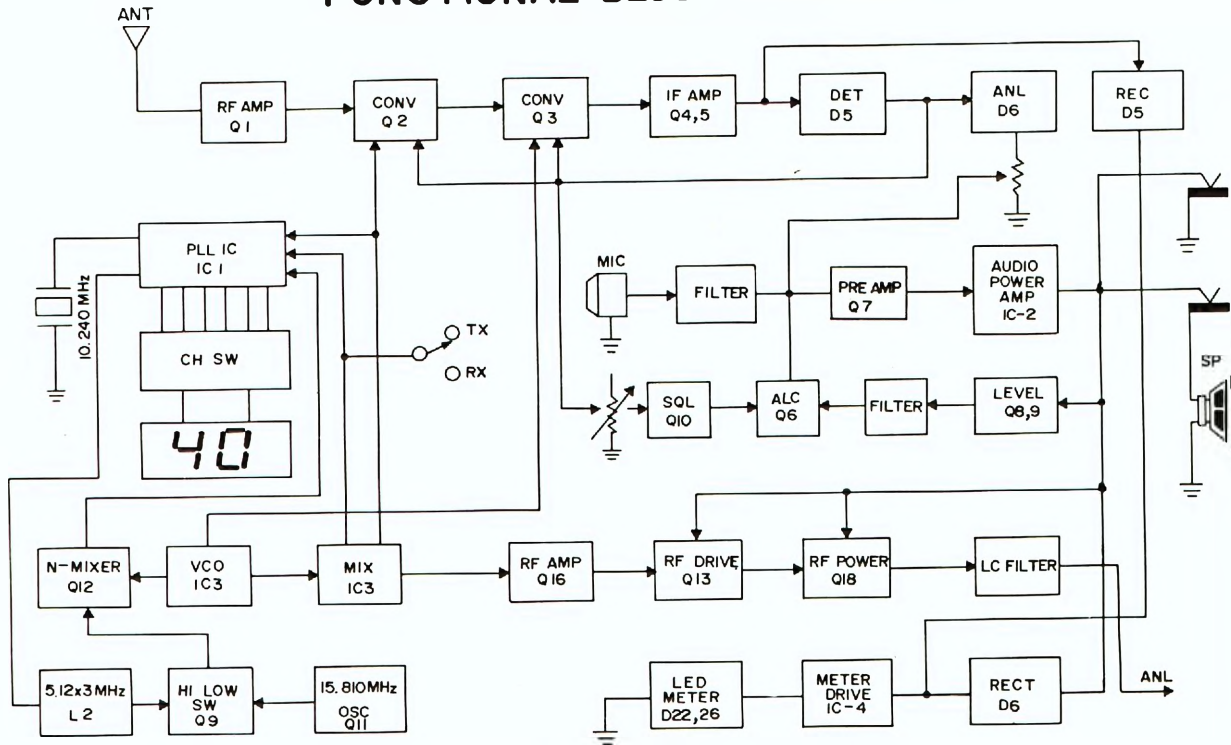 ANT
RF AMP
Q1
CONV
Q2
CONV
Q3
IF AMP
Q4,5
DET
D5
ANL
D6
REC
D5
PLL IC
IC1
10.240 MHz
CH SW
40
TX
RX
MIC
FILTER
PRE AMP
Q7
AUDIO
POWER
AMP
IC-2
SP
SQL
Q10
ALC
Q6
FILTER
LEVEL
Q8,9
N-MIXER
Q12
VCO
IC3
MIX
IC3
RF AMP
Q16
RF DRIVE
Q13
RF POWER
Q18
LC FILTER
5.12x3MHz
L2
HI LOW
SW
Q9
15.810MHz
OSC
Q11
LED
METER
D22,26
METER
DRIVE
IC-4
RECT
D6
ANL